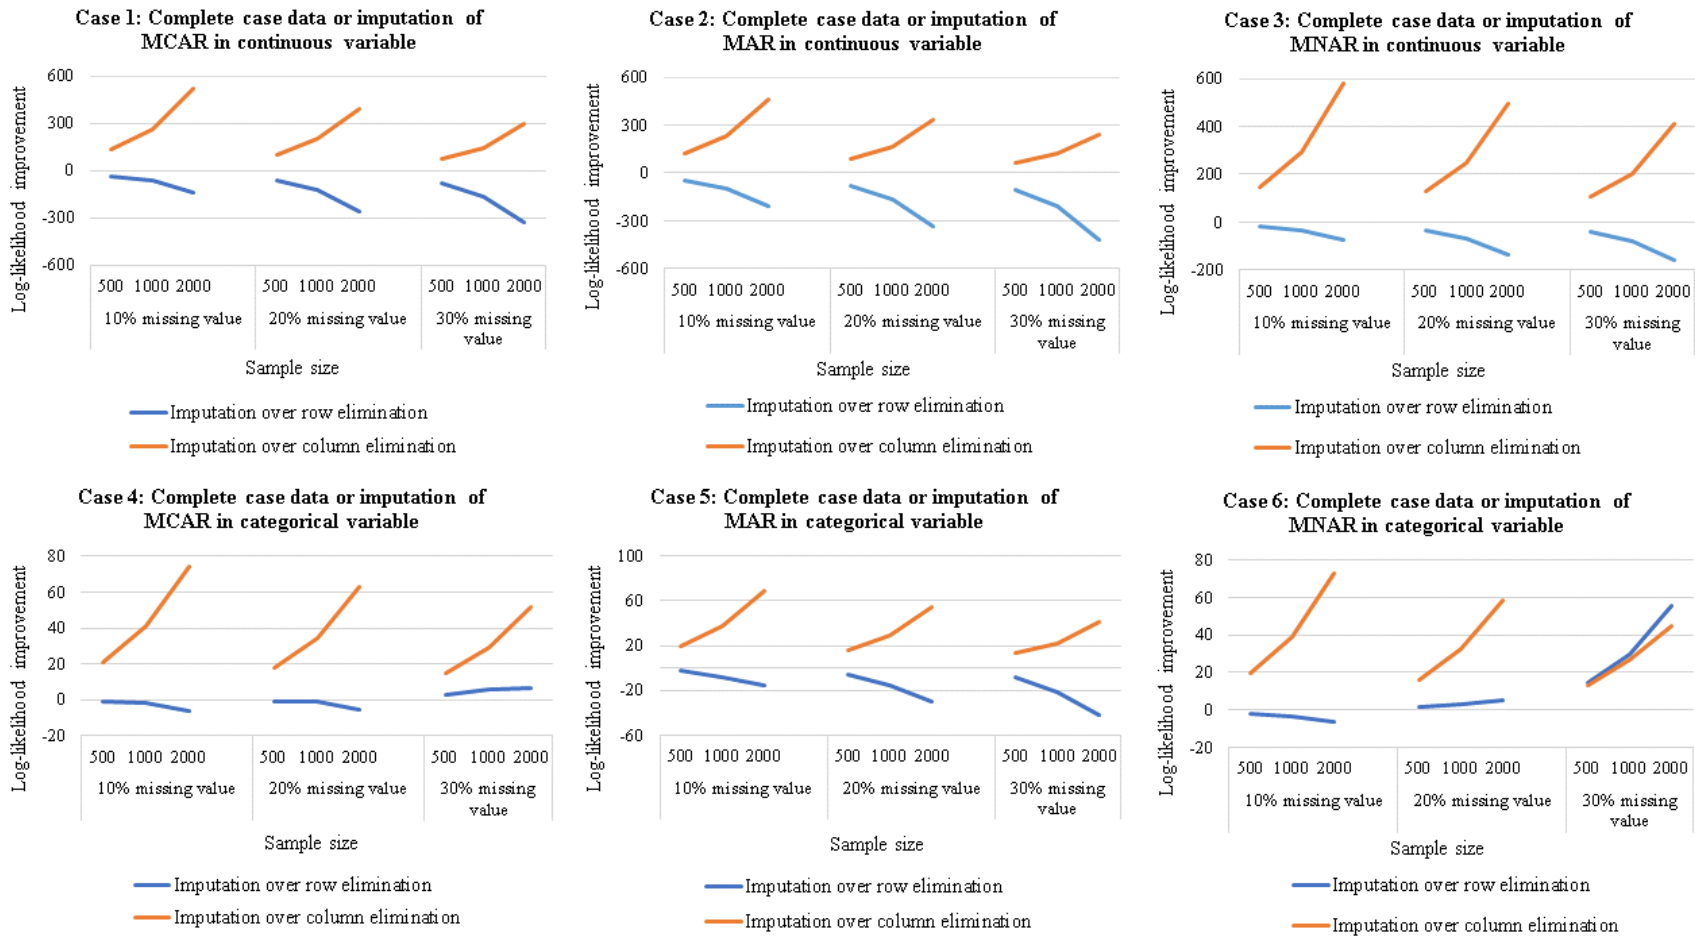 Case 1: Complete case data or imputation of
MCAR in continuous variable
Log-likelihood improvement
600
300
0
-300
-600
500 1000 2000 500 1000 2000 500 1000 2000
10% missing value 20% missing value 30% missing
value
Sample size
Imputation over row elimination
Imputation over column elimination
Case 2: Complete case data or imputation of
MAR in continuous variable
Log-likelihood improvement
600
300
0
-300
-600
500 1000 2000 500 1000 2000 500 1000 2000
10% missing value 20% missing value 30% missing
value
Sample size
Imputation over row elimination
Imputation over column elimination
Case 3: Complete case data or imputation of
MNAR in continuous variable
Log-likelihood improvement
600
400
200
0
-200
500 1000 2000 500 1000 2000 500 1000 2000
10% missing value 20% missing value 30% missing
value
Sample size
Imputation over row elimination
Imputation over column elimination
Case 4: Complete case data or imputation of
MCAR in categorical variable
Log-likelihood improvement
80
60
40
20
0
-20
500 1000 2000 500 1000 2000 500 1000 2000
10% missing value 20% missing value 30% missing
value
Sample size
Imputation over row elimination
Imputation over column elimination
Case 5: Complete case data or imputation of
MAR in categorical variable
Log-likelihood improvement
100
60
20
-20
-60
500 1000 2000 500 1000 2000 500 1000 2000
10% missing value 20% missing value 30% missing
value
Sample size
Imputation over row elimination
Imputation over column elimination
Case 6: Complete case data or imputation of
MNAR in categorical variable
Log-likelihood improvement
80
60
40
20
0
-20
500 1000 2000 500 1000 2000 500 1000 2000
10% missing value 20% missing value 30% missing
value
Sample size
Imputation over row elimination
Imputation over column elimination